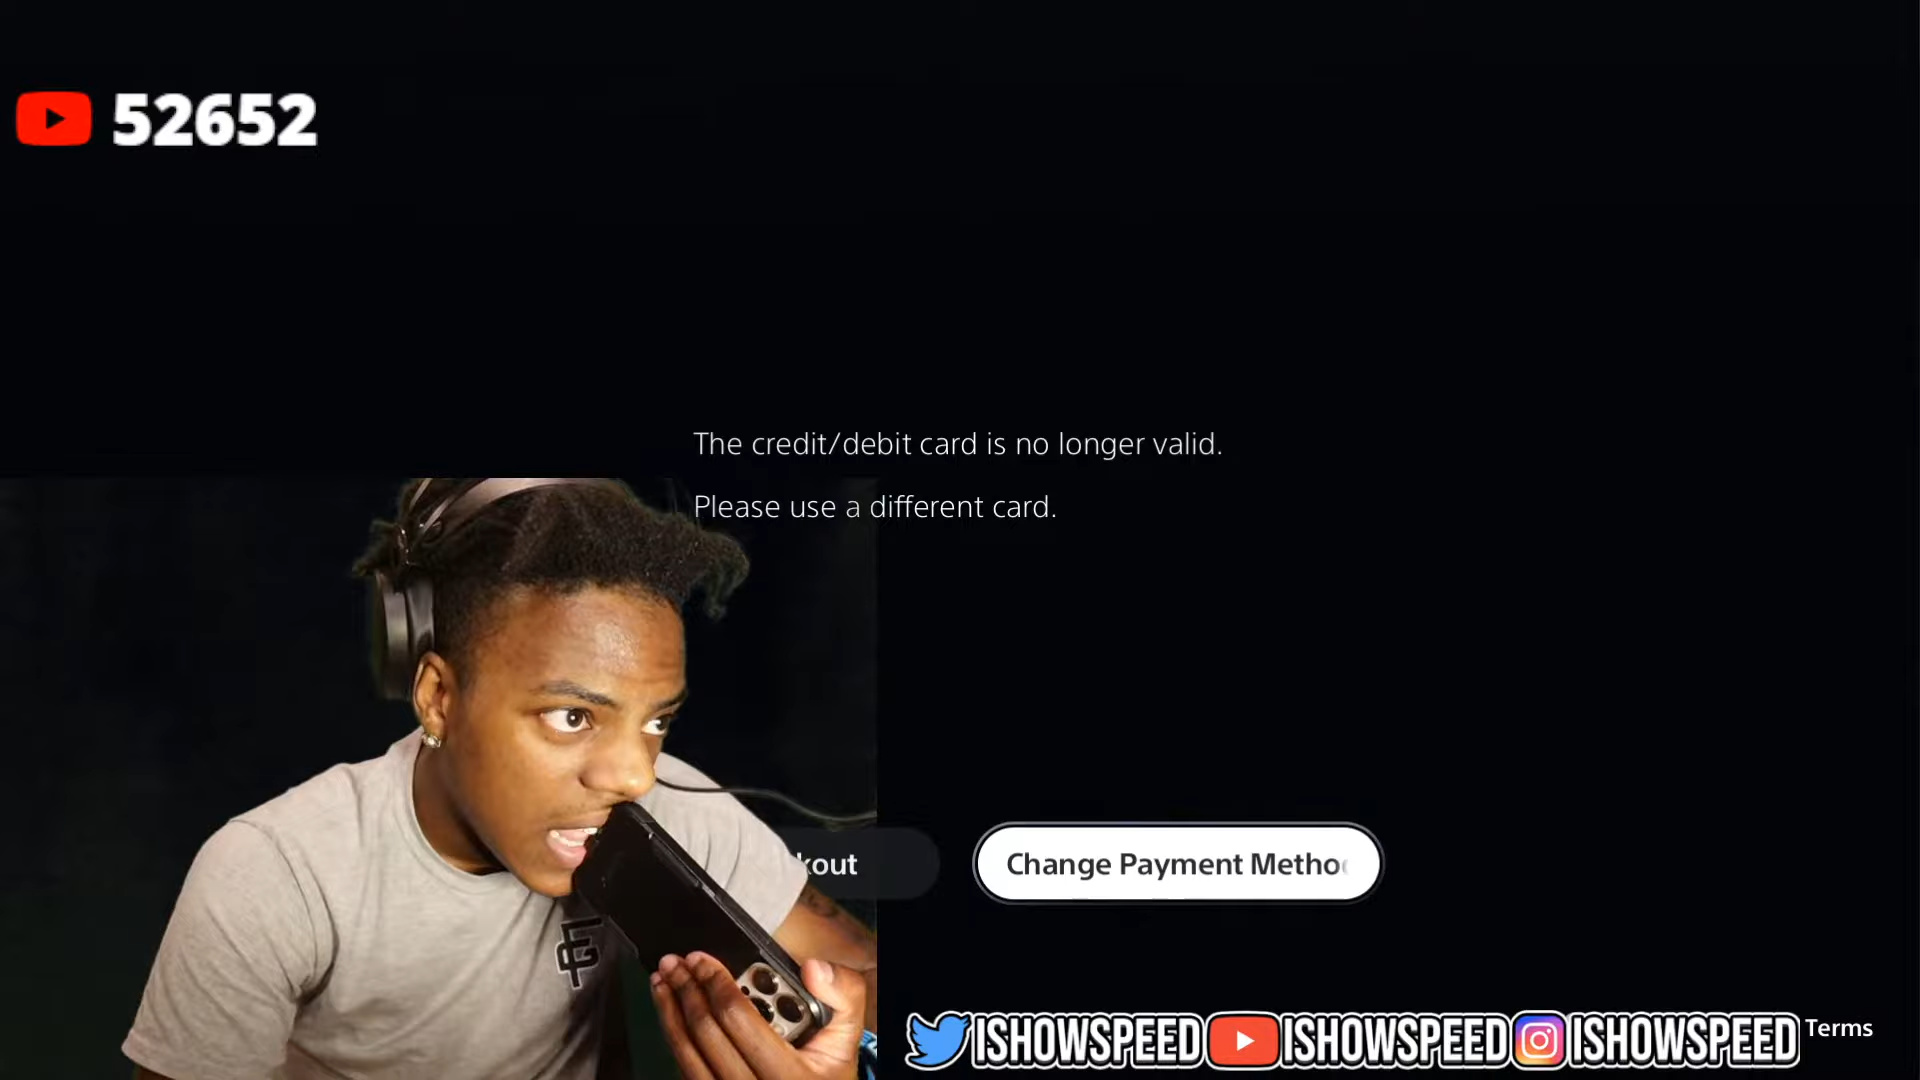 52652
The credit/debit card is no longer valid.
Please use a different card.
kout
Change Payment Metho
ISHOWSPEED ISHOWSPEED ISHOWSPEED Terms